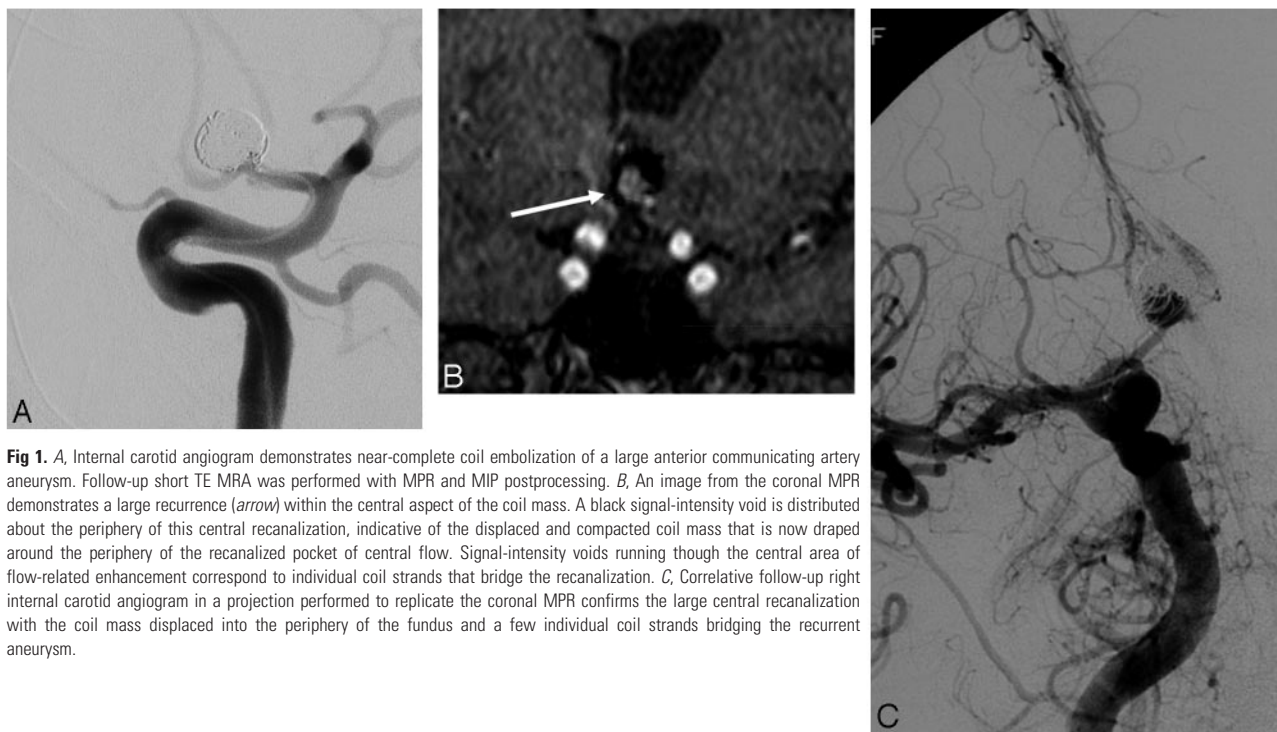 A
B
F
C
Fig 1. A, Internal carotid angiogram demonstrates near-complete coil embolization of a large anterior communicating artery
aneurysm. Follow-up short TE MRA was performed with MPR and MIP postprocessing. B, An image from the coronal MPR
demonstrates a large recurrence (arrow) within the central aspect of the coil mass. A black signal-intensity void is distributed
about the periphery of this central recanalization, indicative of the displaced and compacted coil mass that is now draped
around the periphery of the recanalized pocket of central flow. Signal-intensity voids running though the central area of
flow-related enhancement correspond to individual coil strands that bridge the recanalization. C, Correlative follow-up right
internal carotid angiogram in a projection performed to replicate the coronal MPR confirms the large central recanalization
with the coil mass displaced into the periphery of the fundus and a few individual coil strands bridging the recurrent
aneurysm.